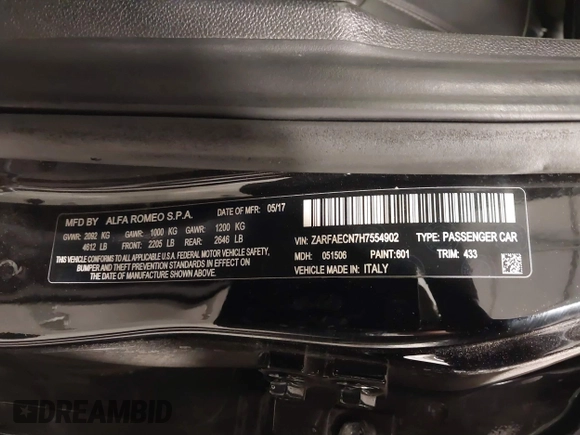 MFD BY ALFA ROMEO S.P.A. DATE OF MFR: 05/17
GVWR: 2092 KG GAWR: 1000 KG GAWR: 1200 KG
4612 LB FRONT: 2205 LB REAR: 2646 LB
THIS VEHICLE CONFORMS TO ALL APPLICABLE U.S.A. FEDERAL MOTOR VEHICLE SAFETY,
BUMPER AND THEFT PREVENTION STANDARDS IN EFFECT ON
THE DATE OF MANUFACTURE SHOWN ABOVE.
VIN: ZARFAECN7H7554902 TYPE: PASSENGER CAR
MDH: 051506 PAINT: 601 TRIM: 433
VEHICLE MADE IN: ITALY
DREAMBID